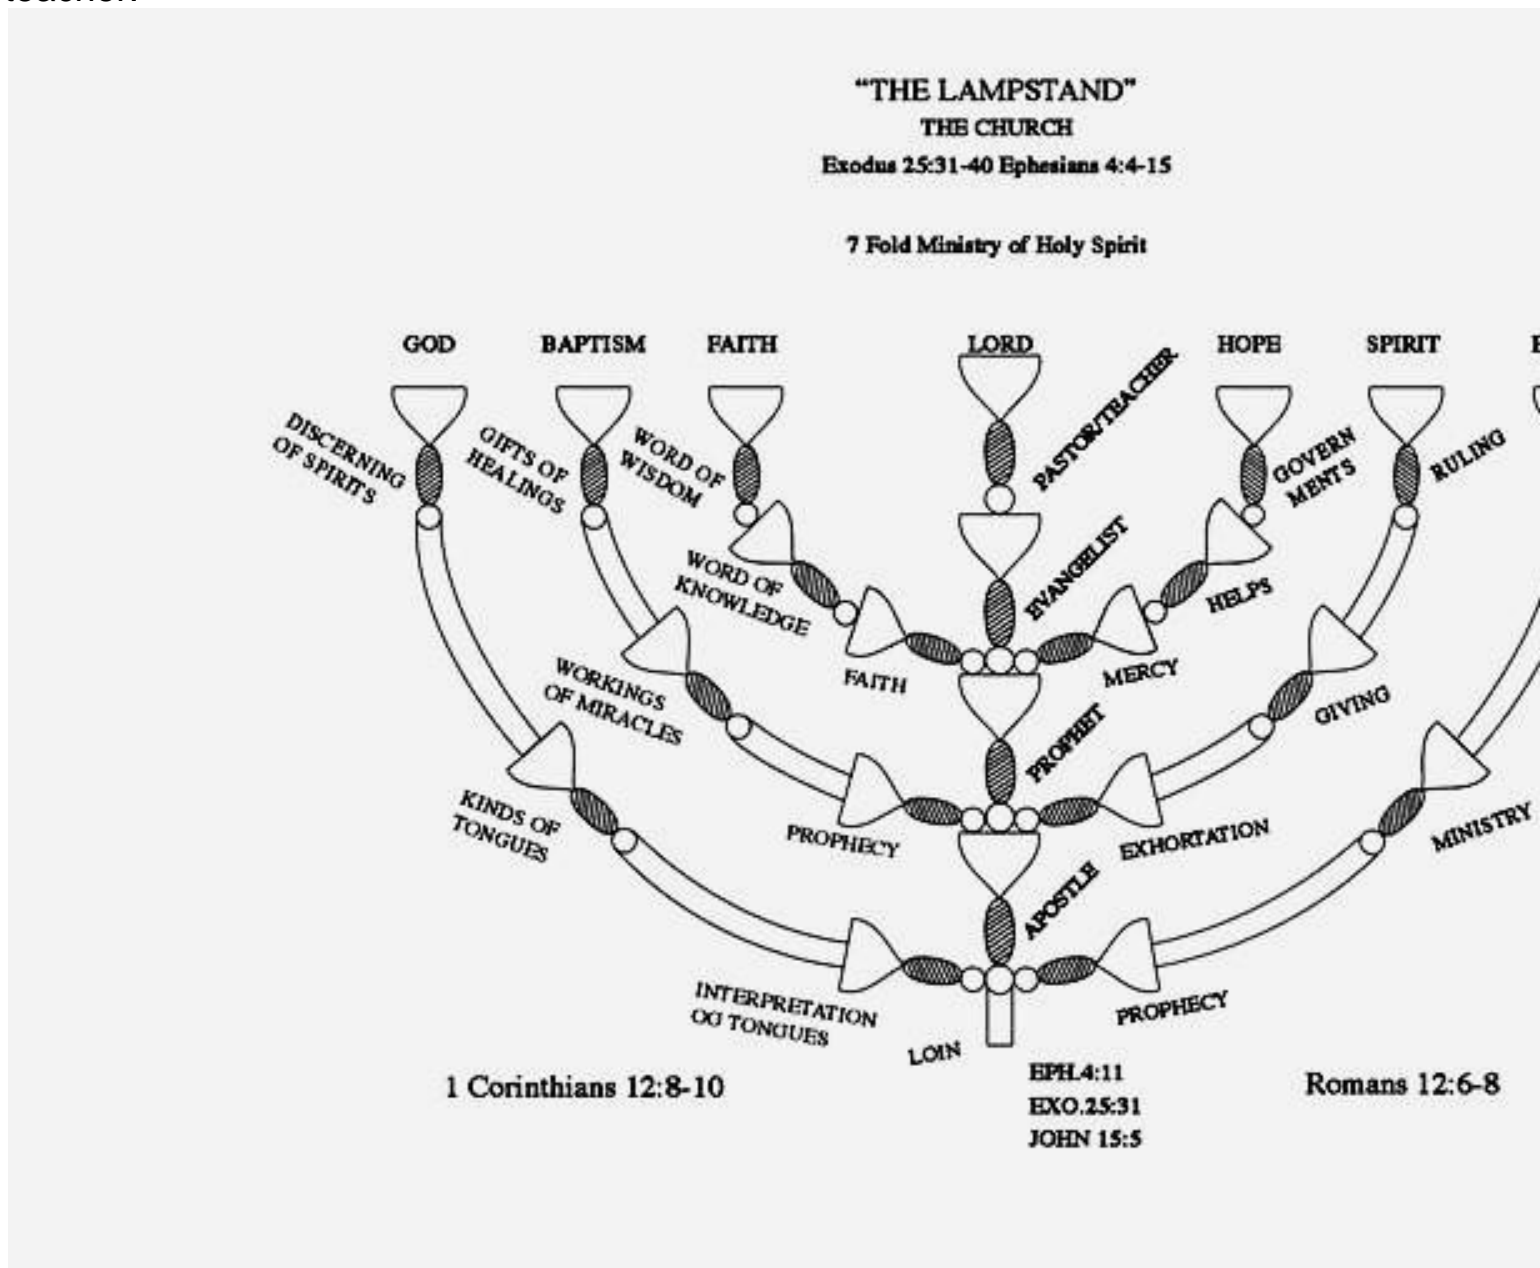 "THE LAMPSTAND"
THE CHURCH
Exodus 25:31-40 Ephesians 4:4-15
7 Fold Ministry of Holy Spirit
GOD
BAPTISM
FAITH
LORD
HOPE
SPIRIT
DISCERNING
OF SPIRITS
GIFTS OF
HEALINGS
WORD OF
WISDOM
PASTOR/TEACHER
GOVERN
MENTS
RULING
WORD OF
KNOWLEDGE
EVANGELIST
HELPS
FAITH
MERCY
WORKINGS
OF MIRACLES
PROPHET
GIVING
KINDS OF
TONGUES
PROPHECY
EXHORTATION
MINISTRY
APOSTLE
INTERPRETATION
OG TONGUES
PROPHECY
LOIN
1 Corinthians 12:8-10
EPH.4:11
EXO.25:31
JOHN 15:5
Romans 12:6-8